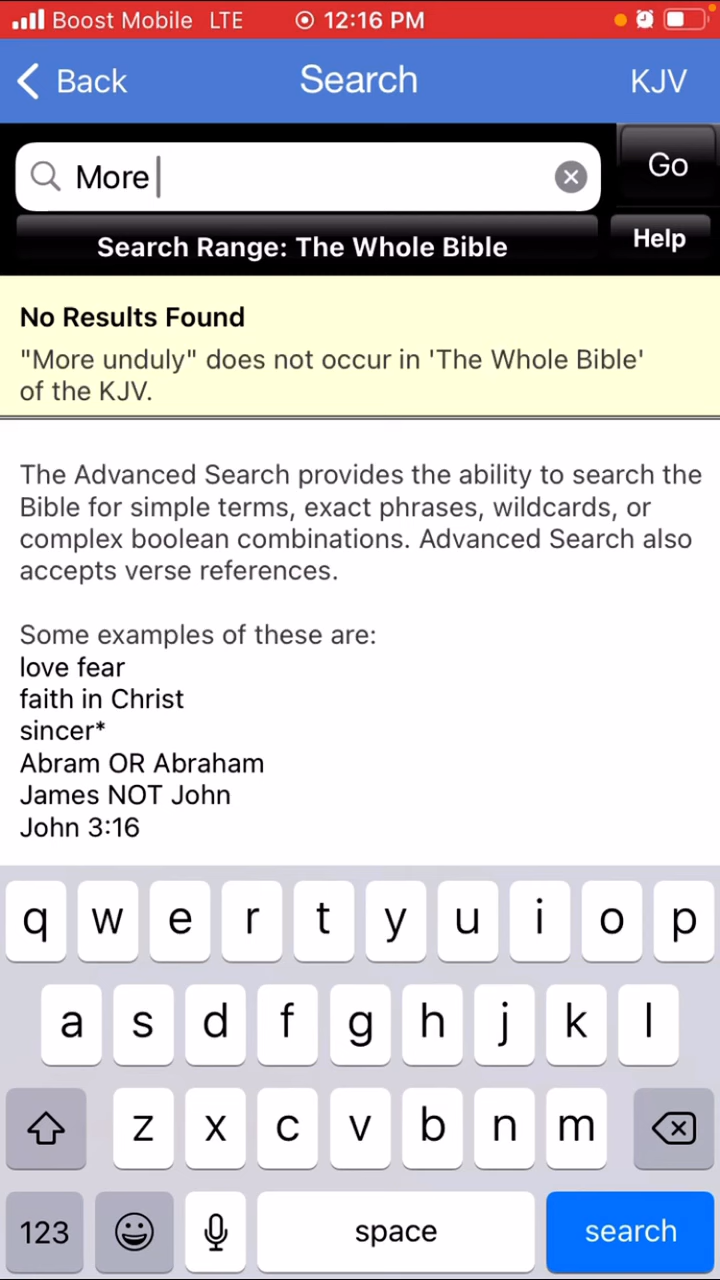 Boost Mobile LTE 12:16 PM
Back Search KJV
More
Go
Search Range: The Whole Bible
Help
No Results Found
"More unduly" does not occur in 'The Whole Bible'
of the KJV.
The Advanced Search provides the ability to search the
Bible for simple terms, exact phrases, wildcards, or
complex boolean combinations. Advanced Search also
accepts verse references.
Some examples of these are:
love fear
faith in Christ
sincer*
Abram OR Abraham
James NOT John
John 3:16
q w e r t y u i o p
a s d f g h j k l
z x c v b n m
123 space search